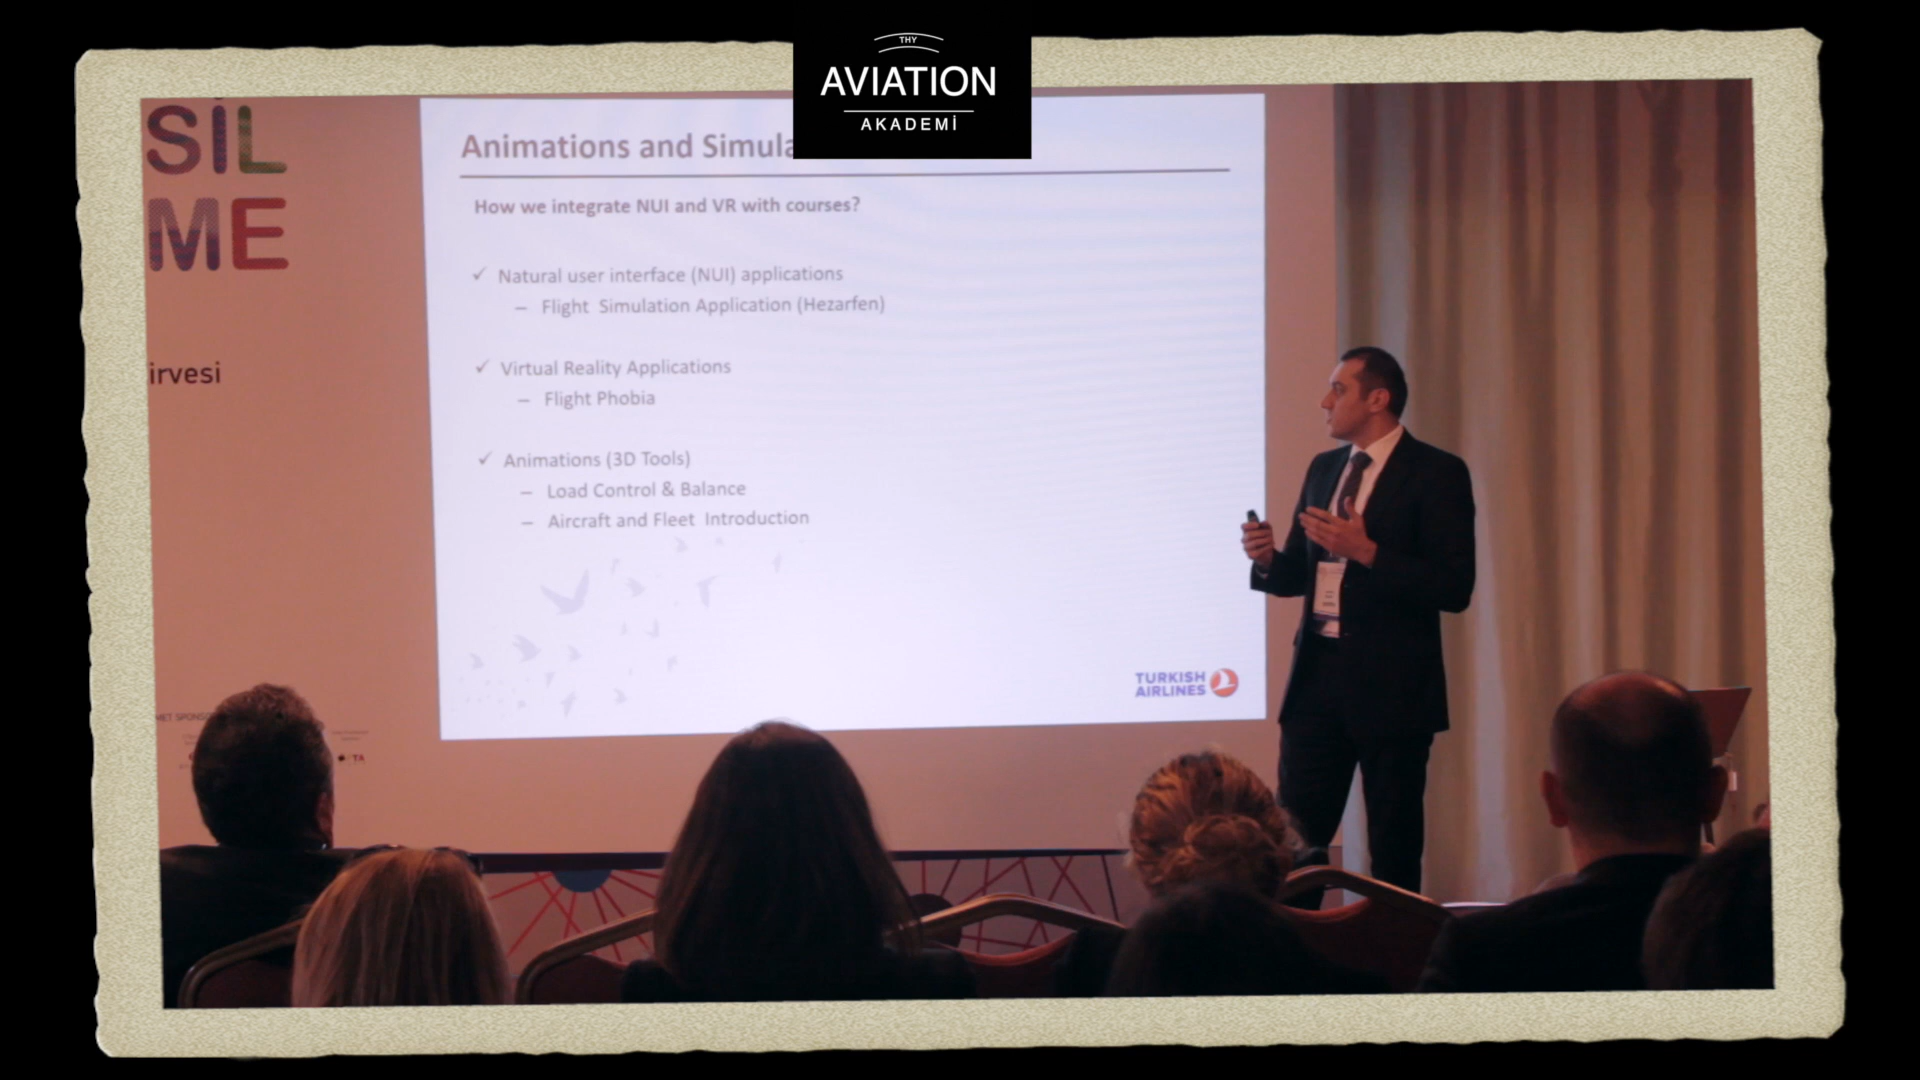 THY
AVIATION
AKADEMİ
SİL
ME
irvesi
Animations and Simula
How we integrate NUI and VR with courses?
✓ Natural user interface (NUI) applications
– Flight Simulation Application (Hezarfen)
✓ Virtual Reality Applications
– Flight Phobia
✓ Animations (3D Tools)
– Load Control & Balance
– Aircraft and Fleet Introduction
TURKISH
AIRLINES